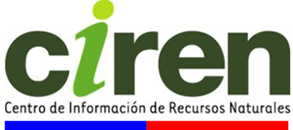 ciren
Centro de Información de Recursos Naturales